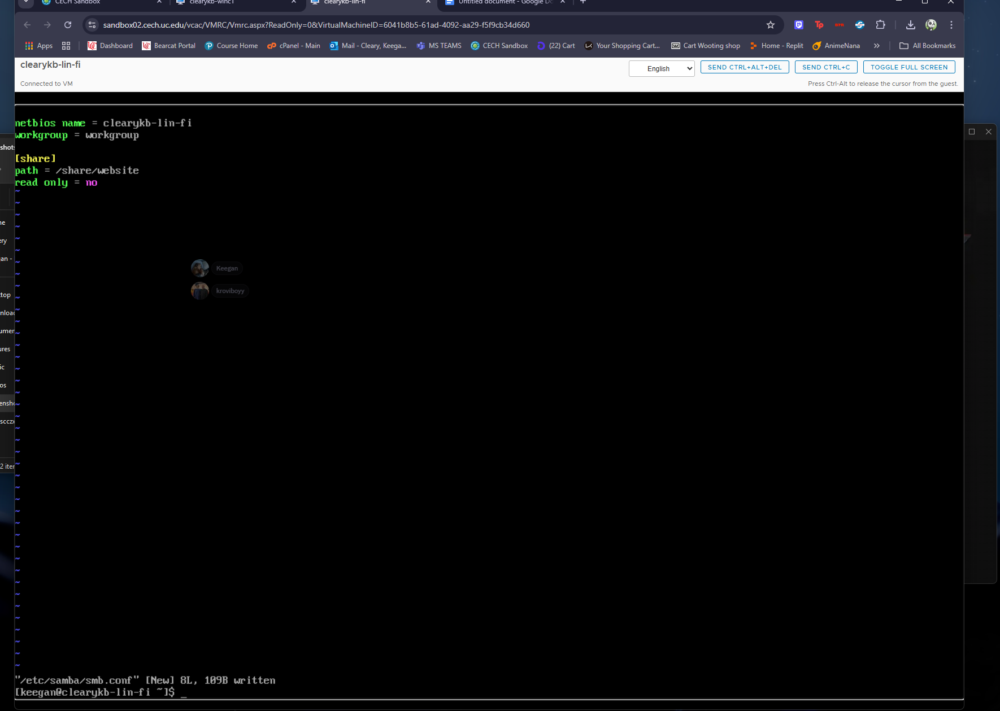 CECH Sandbox
clearykb-winc1
clearykb-lin-fi
Untitled document - Google Dc
sandbox02.cech.uc.edu/vcac/VMRC/Vmrc.aspx?ReadOnly=0&VirtualMachineID=6041b8b5-61ad-4092-aa29-f5f9cb34d660
Apps
Dashboard
Bearcat Portal
Course Home
cPanel - Main
Mail - Cleary, Keega...
MS TEAMS
CECH Sandbox
(22) Cart
Your Shopping Cart...
Cart Wooting shop
Home - Replit
AnimeNana
All Bookmarks
clearykb-lin-fi
English
SEND CTRL+ALT+DEL
SEND CTRL+C
TOGGLE FULL SCREEN
Connected to VM
Press Ctrl-Alt to release the cursor from the guest.
netbios name = clearykb-lin-fi
workgroup = workgroup
[share]
path = /share/website
read only = no
Keegan
kroviboyy
"/etc/samba/smb.conf" [New] 8L, 109B written
[keegan@clearykb-lin-fi ~]$ _